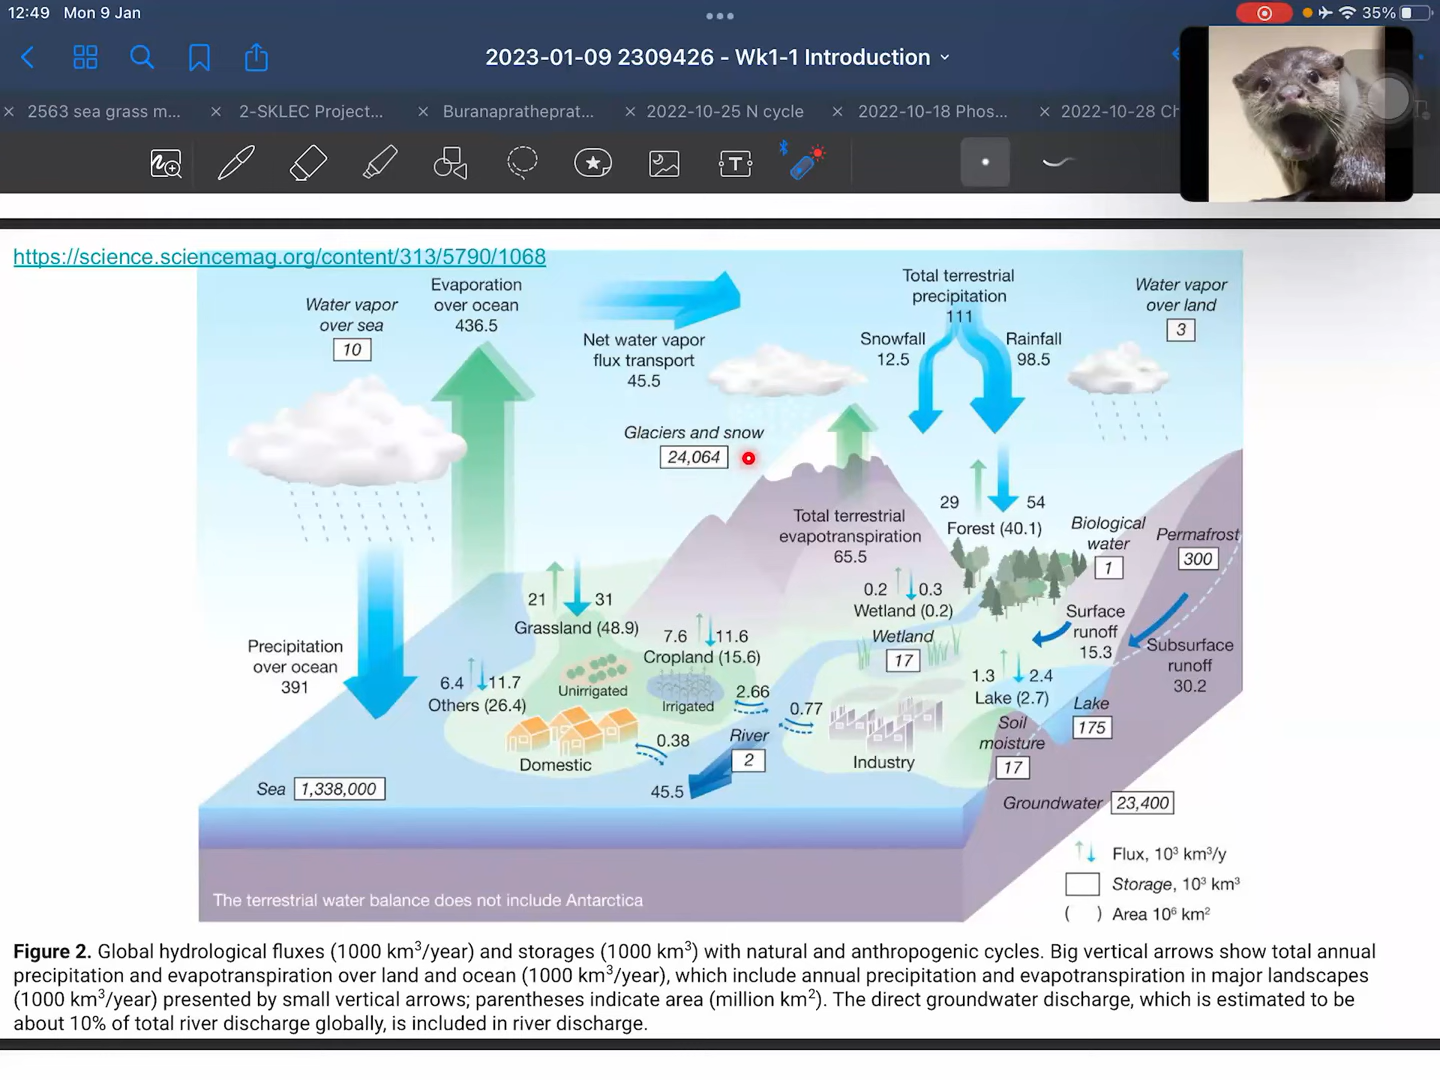 12:49 Mon 9 Jan
35%
2023-01-09 2309426 - Wk1-1 Introduction
2563 sea grass m...
2-SKLEC Project...
Buranapratheprat...
2022-10-25 N cycle
2022-10-18 Phos...
2022-10-28 Ch
https://science.sciencemag.org/content/313/5790/1068
Water vapor
over sea
10
Evaporation
over ocean
436.5
Net water vapor
flux transport
45.5
Total terrestrial
precipitation
111
Snowfall
12.5
Rainfall
98.5
Water vapor
over land
3
Glaciers and snow
24,064
Total terrestrial
evapotranspiration
65.5
29 54
Forest (40.1)
Biological
water
1
Permafrost
300
21 31
Grassland (48.9)
0.2 0.3
Wetland (0.2)
Wetland
17
Surface
runoff
15.3
Subsurface
runoff
30.2
Precipitation
over ocean
391
7.6 11.6
Cropland (15.6)
6.4 11.7
Others (26.4)
Unirrigated
Irrigated
2.66
0.77
1.3 2.4
Lake (2.7)
Lake
175
Soil
moisture
17
0.38
River
2
Domestic
Industry
45.5
Sea 1,338,000
Groundwater 23,400
Flux, 10³ km³/y
Storage, 10³ km³
( ) Area 10⁶ km²
The terrestrial water balance does not include Antarctica
Figure 2. Global hydrological fluxes (1000 km³/year) and storages (1000 km³) with natural and anthropogenic cycles. Big vertical arrows show total annual
precipitation and evapotranspiration over land and ocean (1000 km³/year), which include annual precipitation and evapotranspiration in major landscapes
(1000 km³/year) presented by small vertical arrows; parentheses indicate area (million km²). The direct groundwater discharge, which is estimated to be
about 10% of total river discharge globally, is included in river discharge.